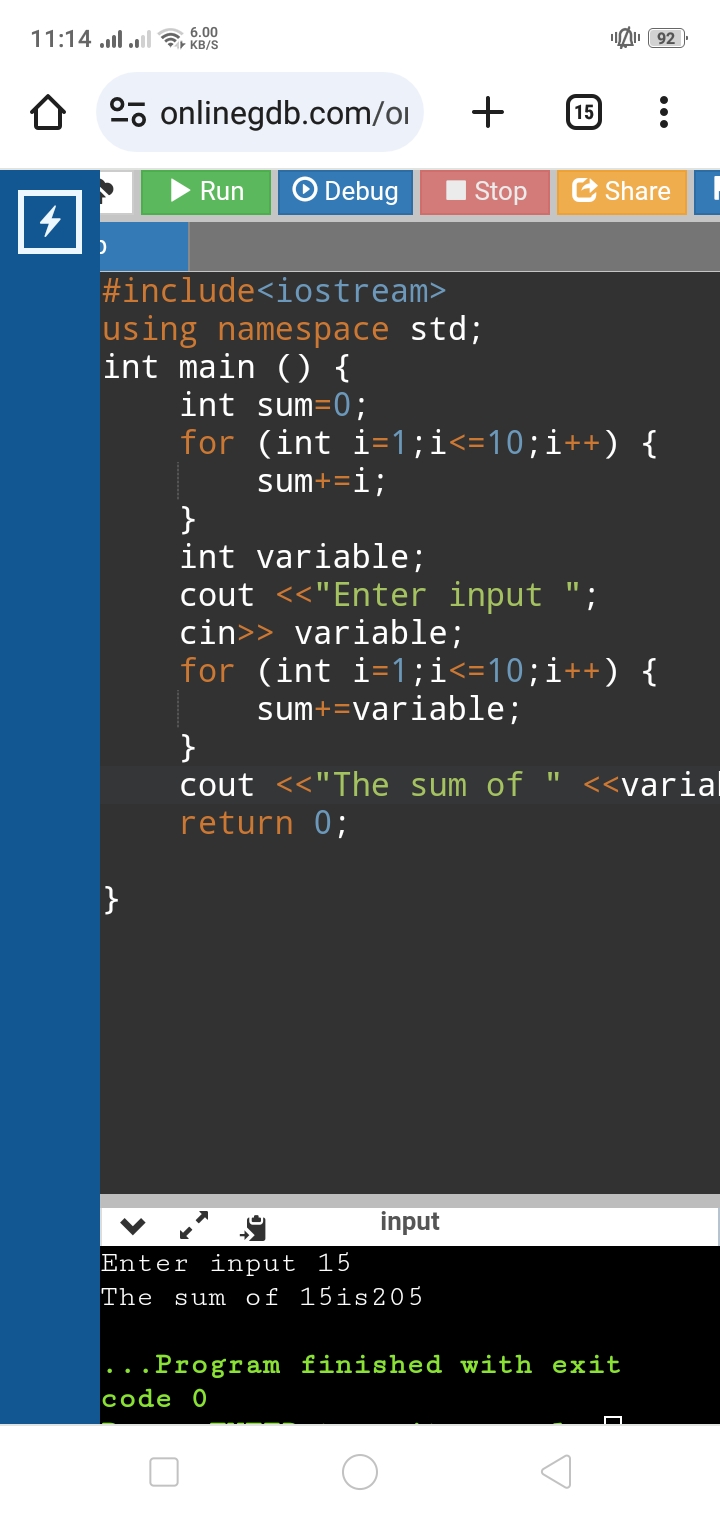 11:14 6.00 KB/S 92
onlinegdb.com/ 15
Run Debug Stop Share
#include<iostream>
using namespace std;
int main () {
int sum=0;
for (int i=1;i<=10;i++) {
sum+=i;
}
int variable;
cout <<"Enter input ";
cin>> variable;
for (int i=1;i<=10;i++) {
sum+=variable;
}
cout <<"The sum of " <<varia
return 0;
}
input
Enter input 15
The sum of 15is205
...Program finished with exit
code 0